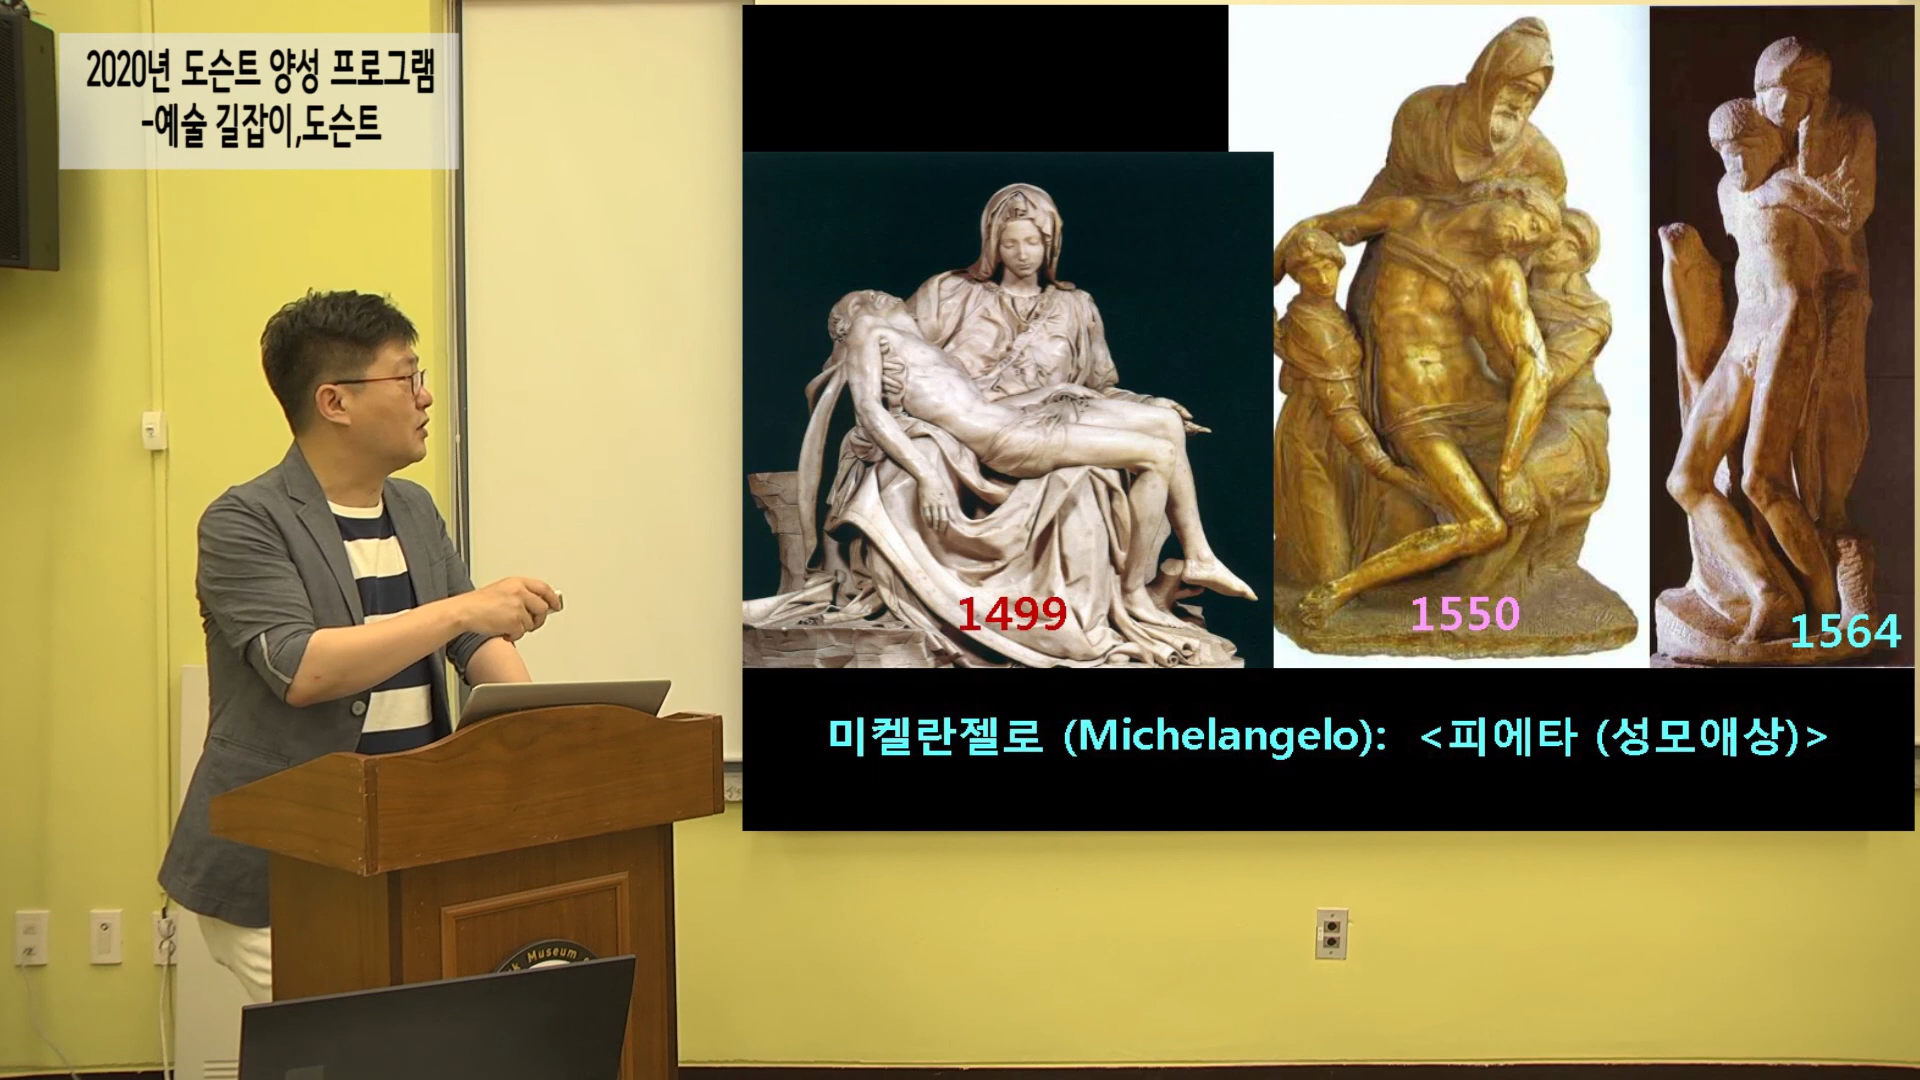 2020년 도슨트 양성 프로그램
-예술 길잡이,도슨트
1499
1550
1564
미켈란젤로 (Michelangelo): <피에타 (성모애상)>
Museum